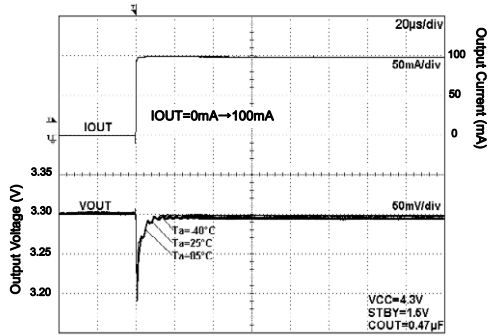 20µs/div
100
50mA/div
50
IOUT=0mA→100mA
IOUT
0
Output Current (mA)
3.35
VOUT
50mV/div
3.30
Ta=-40°C
Ta=25°C
Ta=85°C
3.25
3.20
Output Voltage (V)
VCC=4.3V
STBY=1.5V
COUT=0.47µF